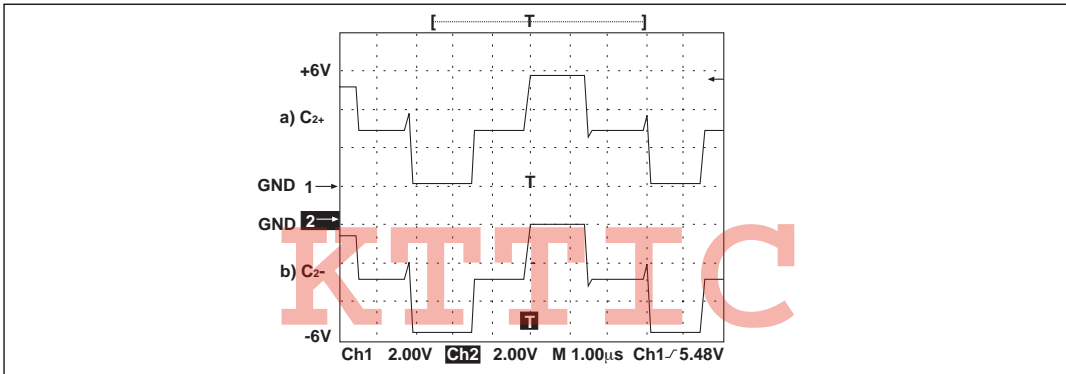 [ T ]
+6V
a) C2+
T
GND 1
GND 2
b) C2-
T
-6V
Ch1 2.00V Ch2 2.00V M 1.00µs Ch1 5.48V
KTTIC